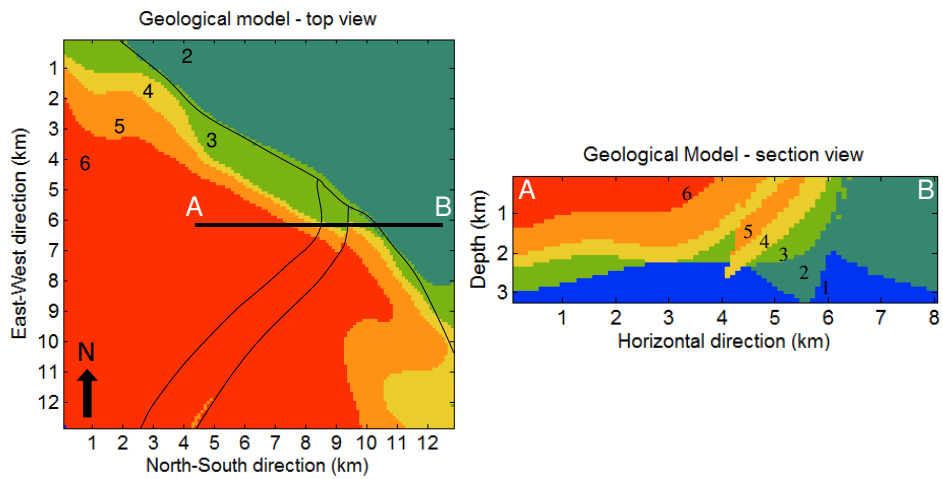 Geological model - top view
2
4
3
5
6
A
B
N
1
2
3
4
5
6
7
8
9
10
11
12
East-West direction (km)
1 2 3 4 5 6 7 8 9 10 11 12
North-South direction (km)
Geological Model - section view
A
B
6
5
4
3
2
1
1
2
3
Depth (km)
1 2 3 4 5 6 7 8
Horizontal direction (km)